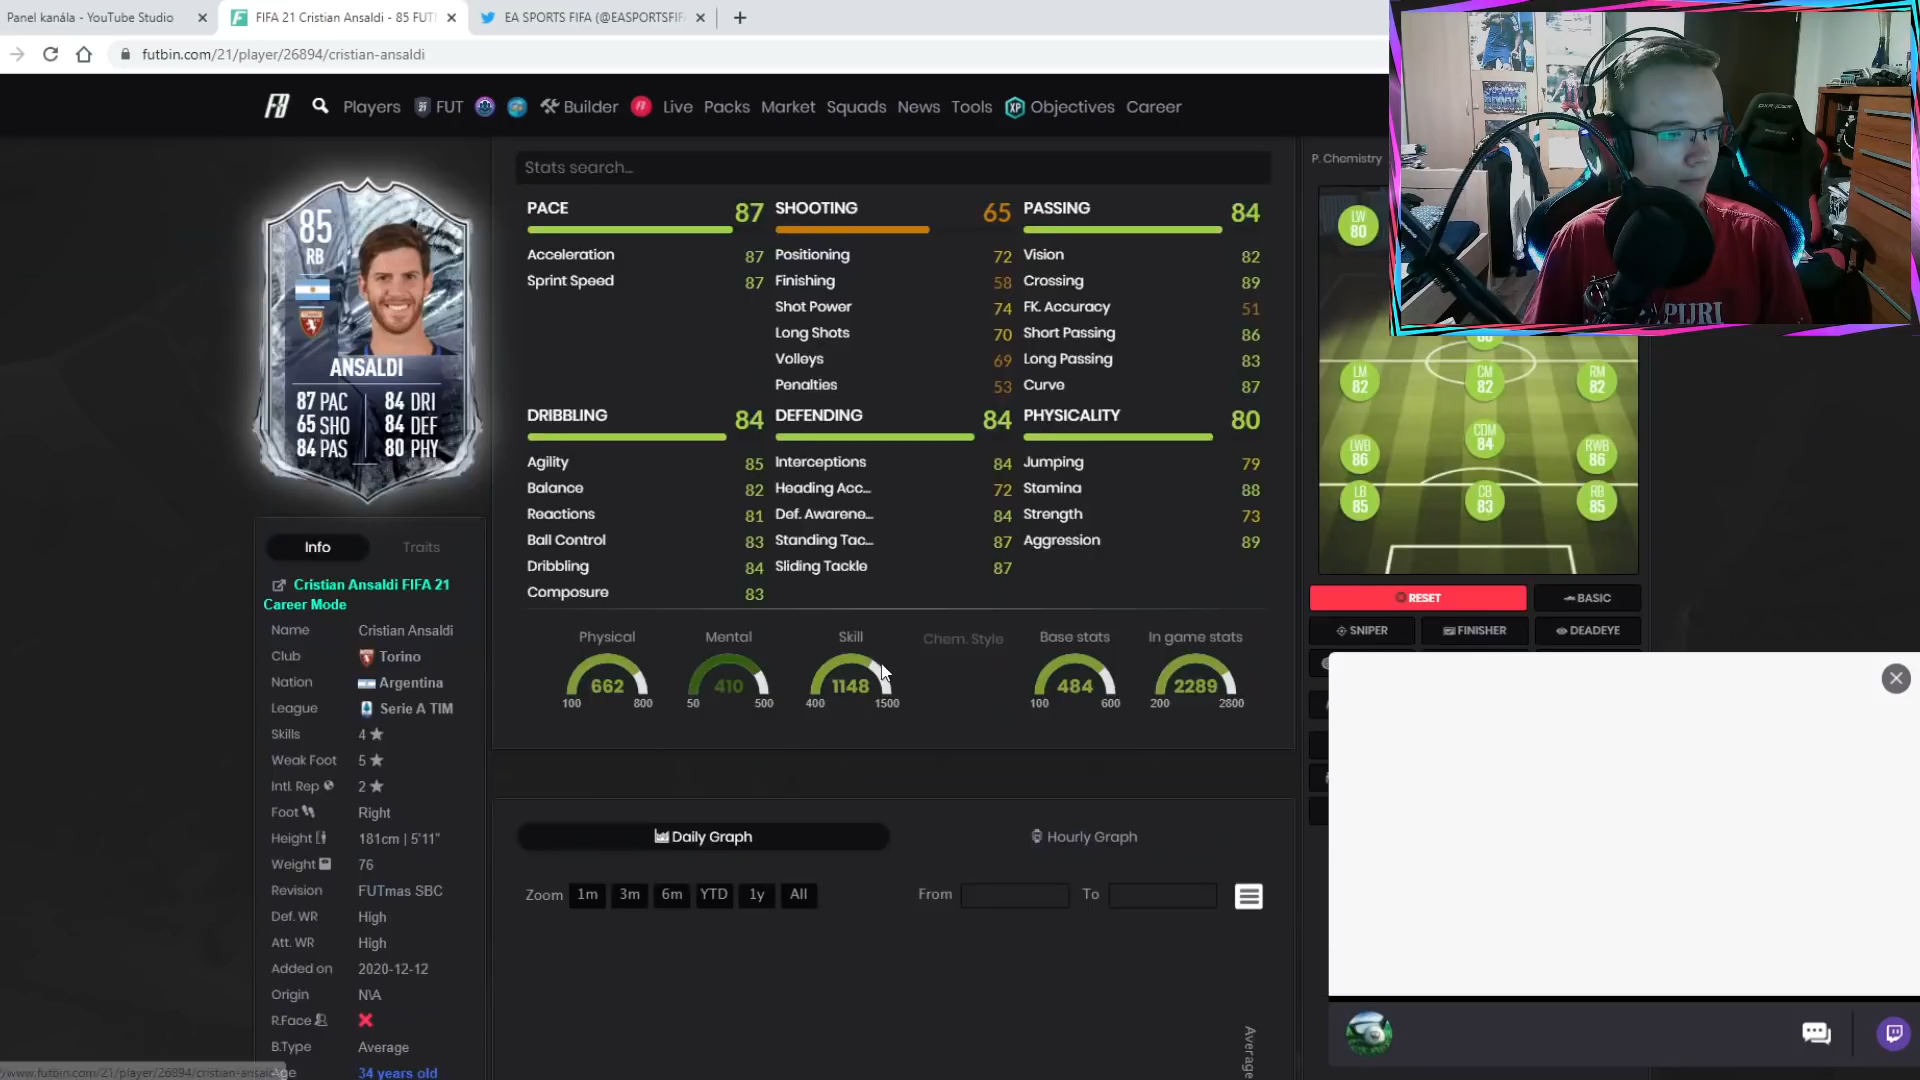 Panel kanála - YouTube Studio
FIFA 21 Cristian Ansaldi - 85 FUT
EA SPORTS FIFA (@EASPORTSFIF
futbin.com/21/player/26894/cristian-ansaldi
Players FUT Builder Live Packs Market Squads News Tools Objectives Career
Stats search...
85
RB
ANSALDI
87 PAC 84 DRI
65 SHO 84 DEF
84 PAS 80 PHY
PACE 87
Acceleration 87
Sprint Speed 87
SHOOTING 65
Positioning 72
Finishing 58
Shot Power 74
Long Shots 70
Volleys 69
Penalties 53
PASSING 84
Vision 82
Crossing 89
FK. Accuracy 51
Short Passing 86
Long Passing 83
Curve 87
DRIBBLING 84
Agility 85
Balance 82
Reactions 81
Ball Control 83
Dribbling 84
Composure 83
DEFENDING 84
Interceptions 84
Heading Acc... 72
Def. Awarene... 84
Standing Tac... 87
Sliding Tackle 87
PHYSICALITY 80
Jumping 79
Stamina 88
Strength 73
Aggression 89
Physical
662
100 800
Mental
410
50 500
Skill
1148
400 1500
Chem. Style
Base stats
484
100 600
In game stats
2289
200 2800
Info Traits
Cristian Ansaldi FIFA 21
Career Mode
Name Cristian Ansaldi
Club Torino
Nation Argentina
League Serie A TIM
Skills 4
Weak Foot 5
Intl. Rep 2
Foot Right
Height 181cm | 5'11"
Weight 76
Revision FUTmas SBC
Def. WR High
Att. WR High
Added on 2020-12-12
Origin N\A
R.Face
B.Type Average
34 years old
Daily Graph Hourly Graph
Zoom 1m 3m 6m YTD 1y All
From To
Average
P. Chemistry
LW
80
LM
82
CM
82
RM
82
CDM
84
LWB
86
RWB
86
LB
85
CB
83
RB
85
RESET BASIC
SNIPER FINISHER DEADEYE